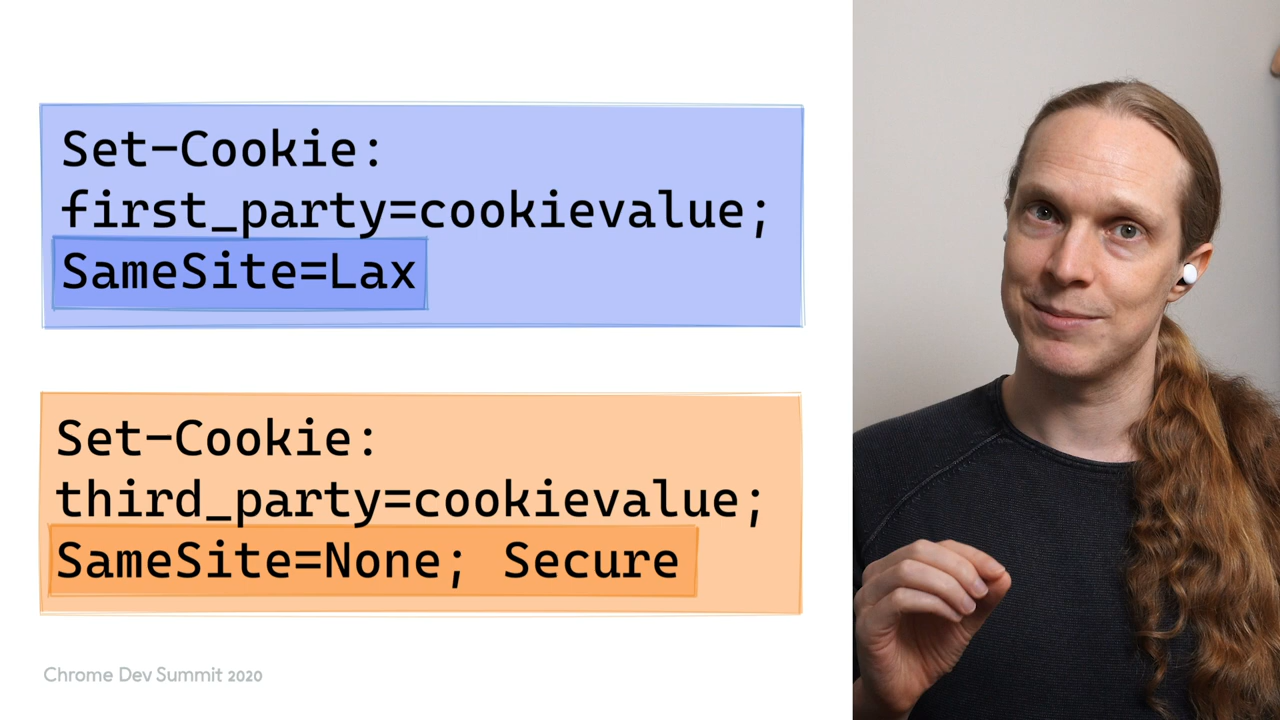 Set-Cookie:
first_party=cookievalue;
SameSite=Lax
Set-Cookie:
third_party=cookievalue;
SameSite=None; Secure
Chrome Dev Summit 2020